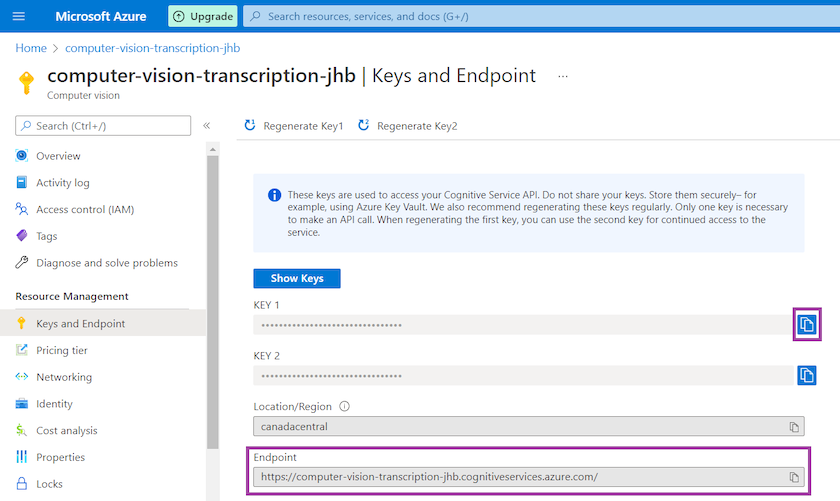 Microsoft Azure
Upgrade
Search resources, services, and docs (G+/)
Home > computer-vision-transcription-jhb
computer-vision-transcription-jhb | Keys and Endpoint ...
Computer vision
Search (Ctrl+/)
«
Regenerate Key1
Regenerate Key2
Overview
Activity log
Access control (IAM)
Tags
Diagnose and solve problems
Resource Management
Keys and Endpoint
Pricing tier
Networking
Identity
Cost analysis
Properties
Locks
These keys are used to access your Cognitive Service API. Do not share your keys. Store them securely– for
example, using Azure Key Vault. We also recommend regenerating these keys regularly. Only one key is necessary
to make an API call. When regenerating the first key, you can use the second key for continued access to the
service.
Show Keys
KEY 1
••••••••••••••••••••••••••••••••
KEY 2
••••••••••••••••••••••••••••••••
Location/Region
canadacentral
Endpoint
https://computer-vision-transcription-jhb.cognitiveservices.azure.com/